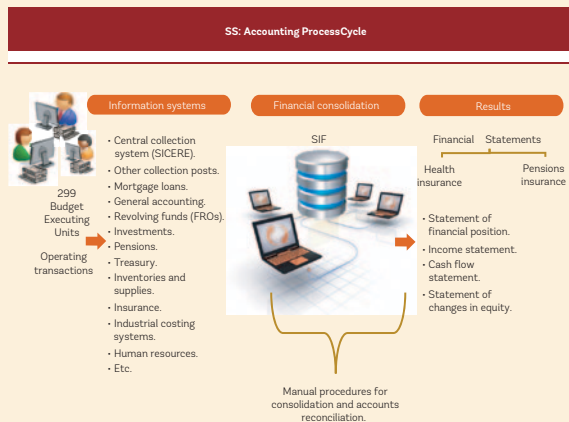 SS: Accounting ProcessCycle
Information systems
Financial consolidation
Results
299
Budget
Executing
Units
Operating
transactions
• Central collection
system (SICERE).
• Other collection posts.
• Mortgage loans.
• General accounting.
• Revolving funds (FROs).
• Investments.
• Pensions.
• Treasury.
• Inventories and
supplies.
• Insurance.
• Industrial costing
systems.
• Human resources.
• Etc.
SIF
Manual procedures for
consolidation and accounts
reconciliation.
Financial Statements
Health
insurance
Pensions
insurance
• Statement of
financial position.
• Income statement.
• Cash flow
statement.
• Statement of
changes in equity.